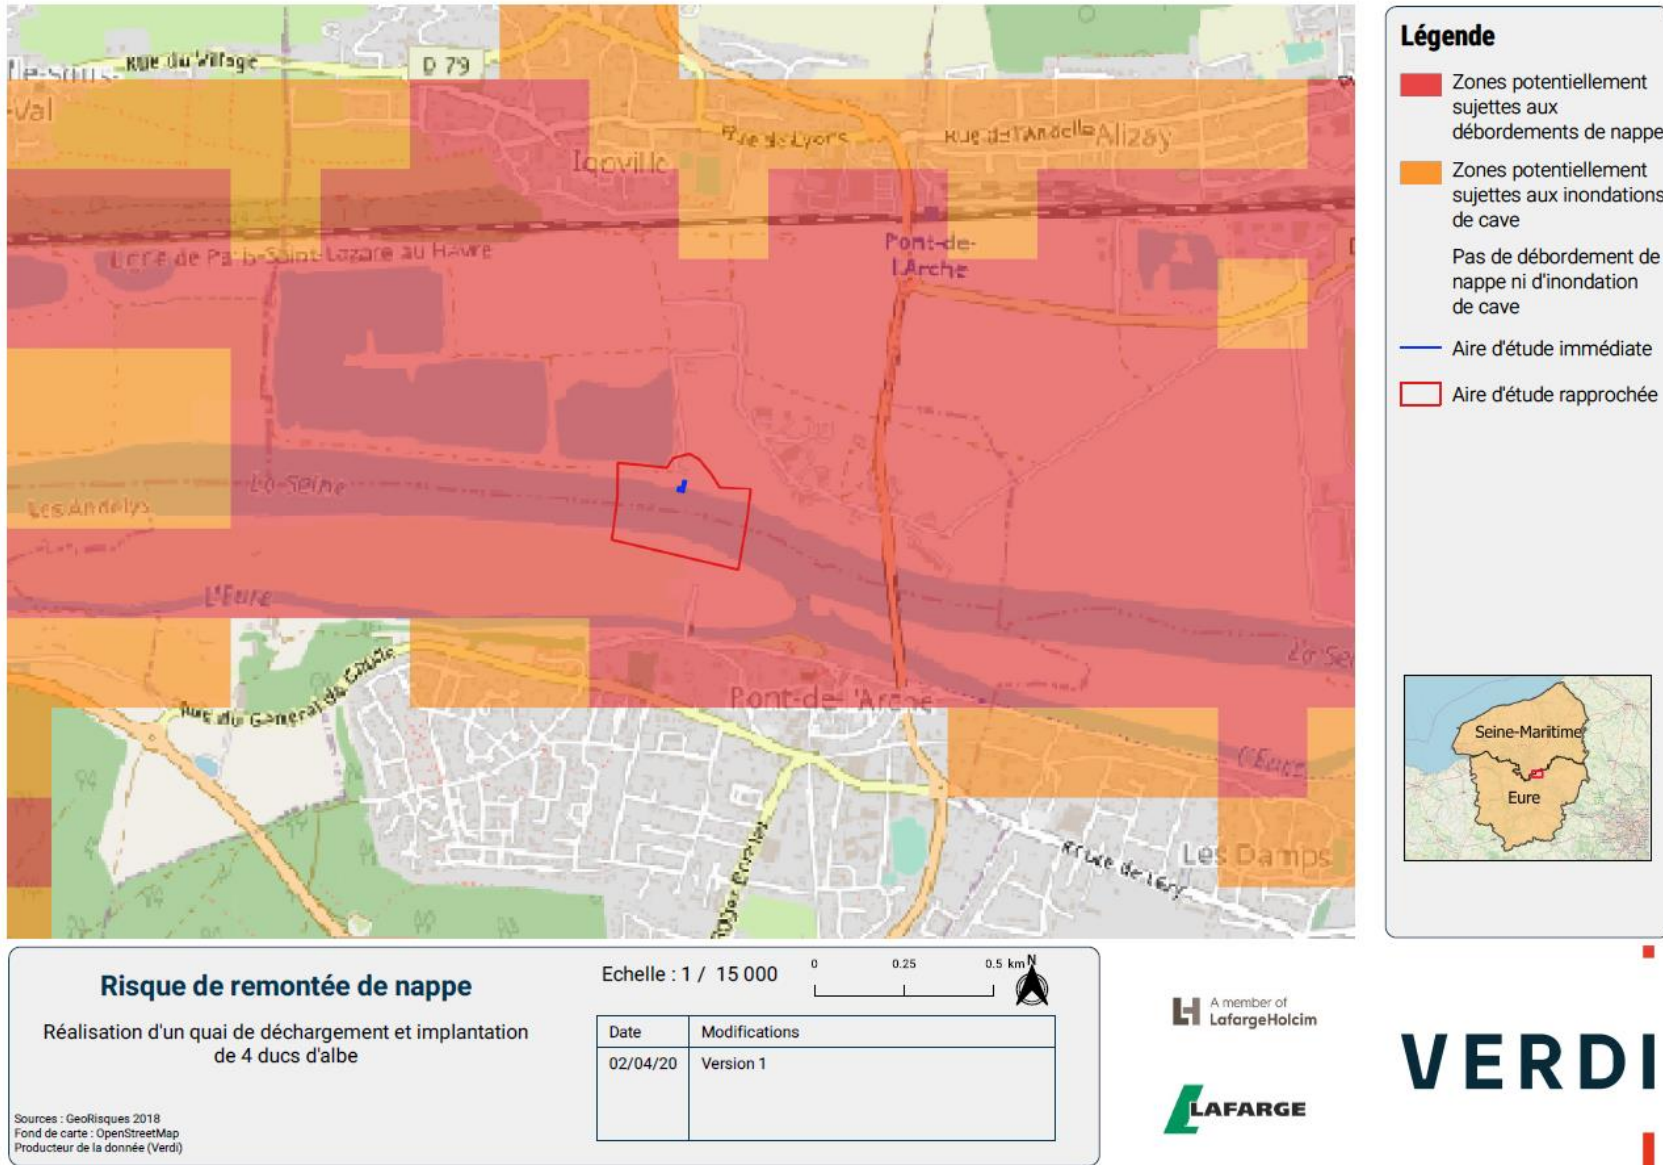 Rue du Village
D 79
-Val
Igoville
Rue de Lyons
Rue de l'Andelle
Alizay
Ligne de Paris-Saint-Lazare au Havre
Pont-de-
l'Arche
La Seine
Les Andelys
L'Eure
La Sei
Rue du Général de Gaulle
Pont-de-l'Arche
L'Eure
Route de Léry
Les Damps
Légende
Zones potentiellement
sujettes aux
débordements de nappe
Zones potentiellement
sujettes aux inondations
de cave
Pas de débordement de
nappe ni d'inondation
de cave
Aire d'étude immédiate
Aire d'étude rapprochée
Seine-Maritime
Eure
Risque de remontée de nappe
Réalisation d'un quai de déchargement et implantation
de 4 ducs d'albe
Sources : GeoRisques 2018
Fond de carte : OpenStreetMap
Producteur de la donnée (Verdi)
Echelle : 1 / 15 000
0 0.25 0.5 km
N
Date Modifications
02/04/20 Version 1
A member of
LafargeHolcim
LAFARGE
VERDI